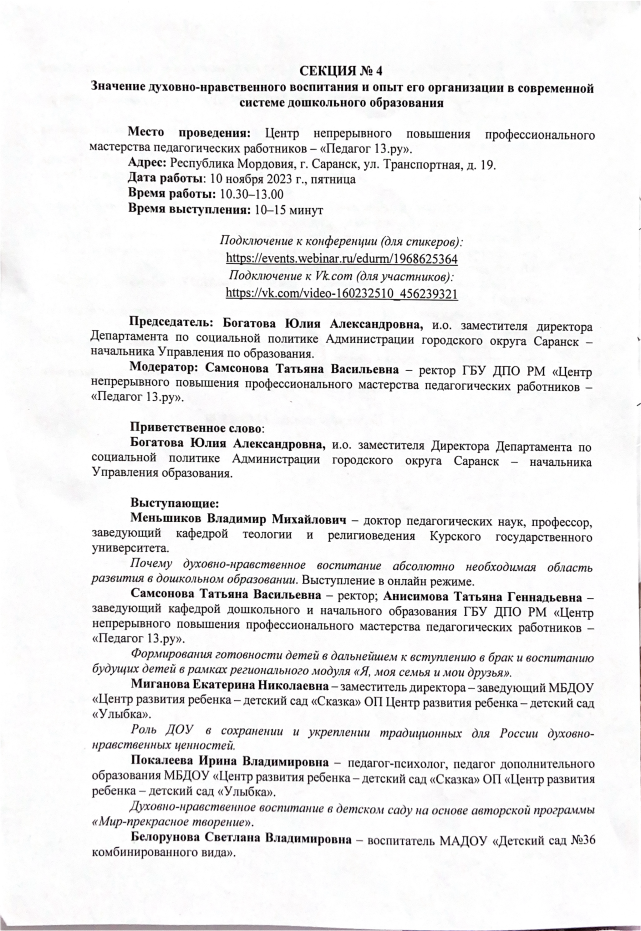 СЕКЦИЯ № 4
Значение духовно-нравственного воспитания и опыт его организации в современной
системе дошкольного образования
Место проведения: Центр непрерывного повышения профессионального
мастерства педагогических работников – «Педагог 13.ру».
Адрес: Республика Мордовия, г. Саранск, ул. Транспортная, д. 19.
Дата работы: 10 ноября 2023 г., пятница
Время работы: 10.30–13.00
Время выступления: 10–15 минут
Подключение к конференции (для спикеров):
https://events.webinar.ru/edurm/1968625364
Подключение к Vk.com (для участников):
https://vk.com/video-160232510_456239321
Председатель: Богатова Юлия Александровна, и.о. заместителя директора
Департамента по социальной политике Администрации городского округа Саранск –
начальника Управления по образования.
Модератор: Самсонова Татьяна Васильевна – ректор ГБУ ДПО РМ «Центр
непрерывного повышения профессионального мастерства педагогических работников –
«Педагог 13.ру».
Приветственное слово:
Богатова Юлия Александровна, и.о. заместителя Директора Департамента по
социальной политике Администрации городского округа Саранск – начальника
Управления образования.
Выступающие:
Меньшиков Владимир Михайлович – доктор педагогических наук, профессор,
заведующий кафедрой теологии и религиоведения Курского государственного
университета.
Почему духовно-нравственное воспитание абсолютно необходимая область
развития в дошкольном образовании. Выступление в онлайн режиме.
Самсонова Татьяна Васильевна – ректор; Анисимова Татьяна Геннадьевна –
заведующий кафедрой дошкольного и начального образования ГБУ ДПО РМ «Центр
непрерывного повышения профессионального мастерства педагогических работников –
«Педагог 13.ру».
Формирования готовности детей в дальнейшем к вступлению в брак и воспитанию
будущих детей в рамках регионального модуля «Я, моя семья и мои друзья».
Миганова Екатерина Николаевна – заместитель директора – заведующий МБДОУ
«Центр развития ребенка – детский сад «Сказка» ОП Центр развития ребенка – детский сад
«Улыбка».
Роль ДОУ в сохранении и укреплении традиционных для России духовно-
нравственных ценностей.
Покалеева Ирина Владимировна – педагог-психолог, педагог дополнительного
образования МБДОУ «Центр развития ребенка – детский сад «Сказка» ОП «Центр развития
ребенка – детский сад «Улыбка».
Духовно-нравственное воспитание в детском саду на основе авторской программы
«Мир-прекрасное творение».
Белорунова Светлана Владимировна – воспитатель МАДОУ «Детский сад №36
комбинированного вида».